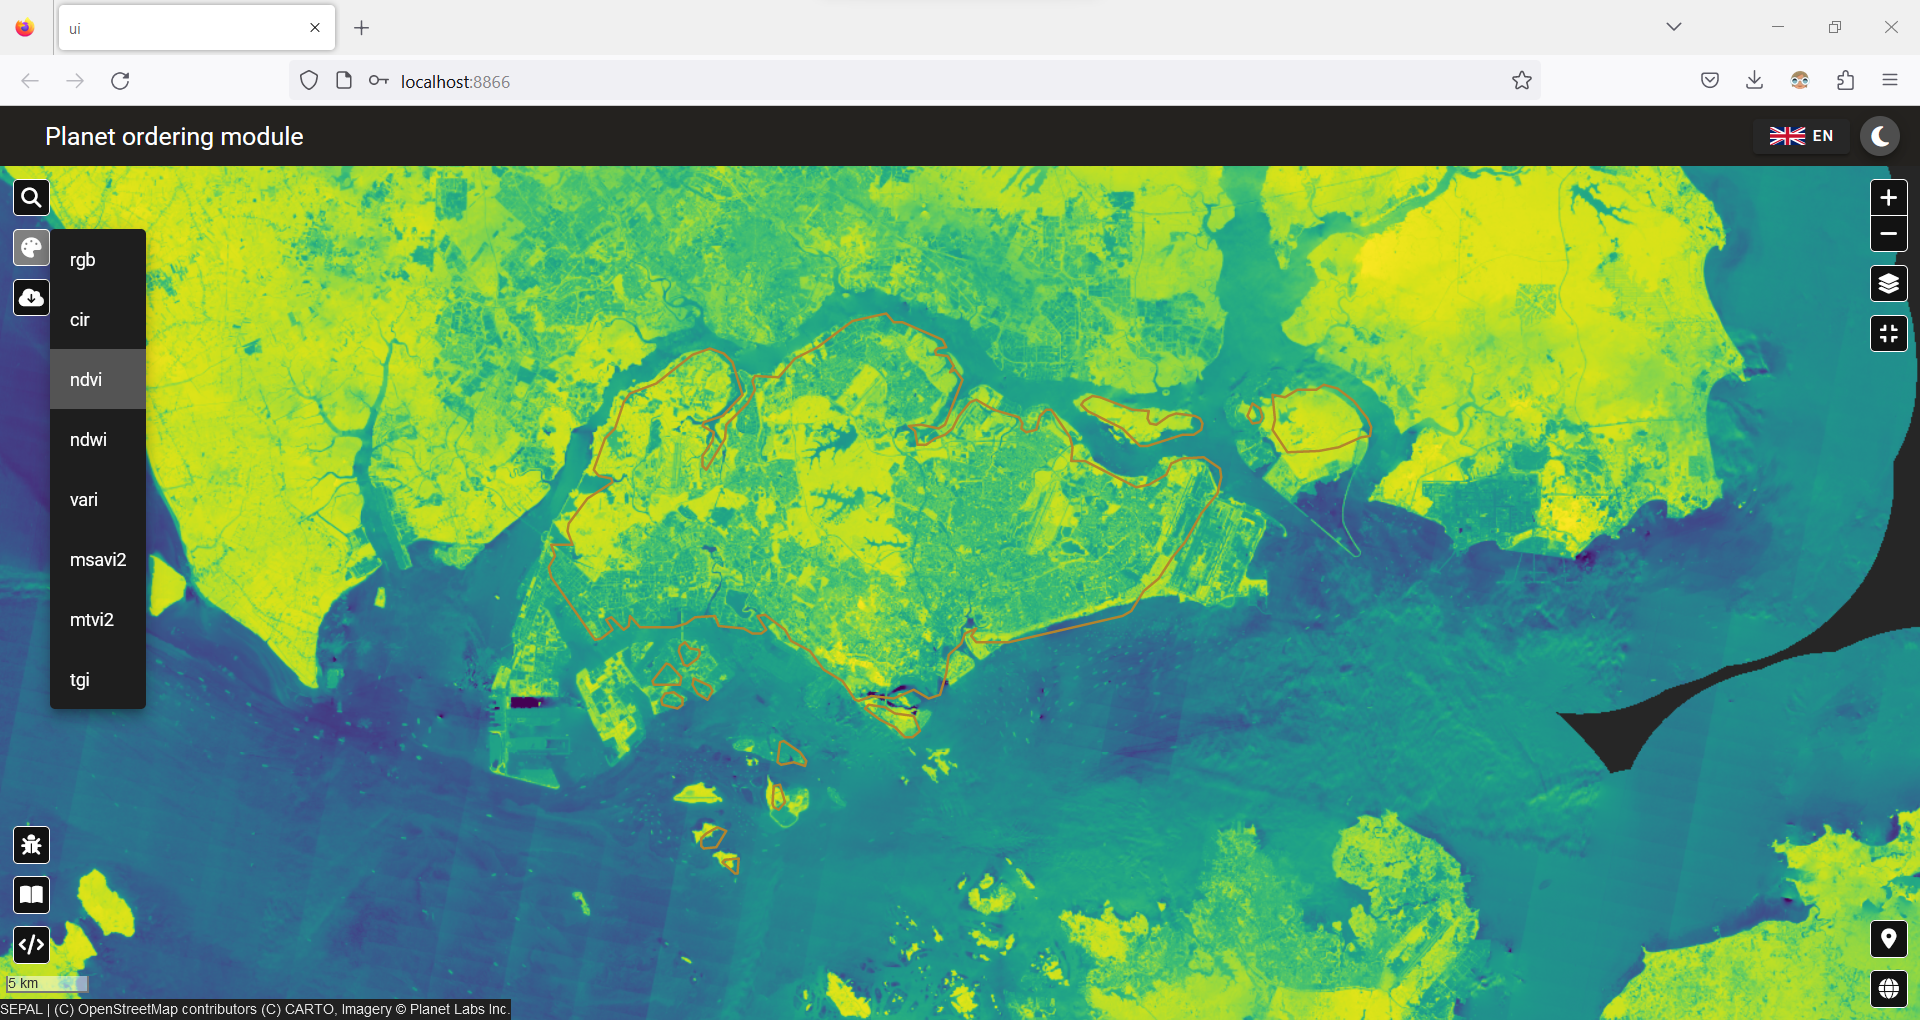 ui
localhost:8866
Planet ordering module
EN
rgb
cir
ndvi
ndwi
vari
msavi2
mtvi2
tgi
5 km
SEPAL | (C) OpenStreetMap contributors (C) CARTO, Imagery © Planet Labs Inc.